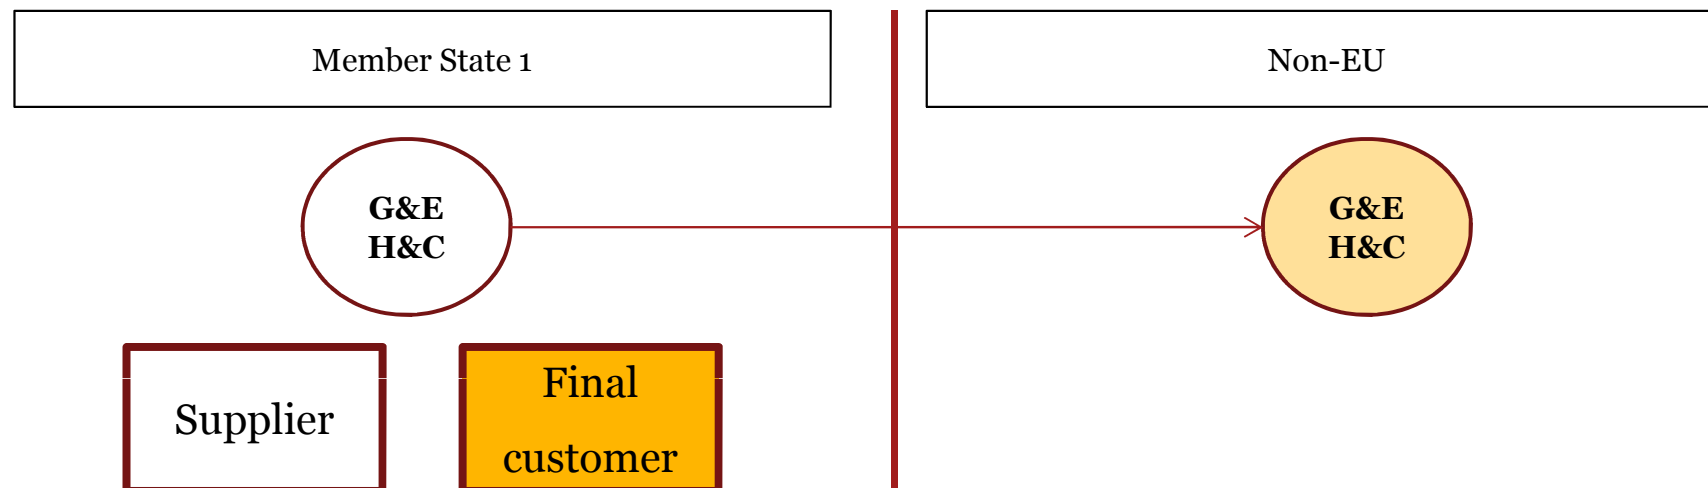 Member State 1
Non-EU
G&E
H&C
G&E
H&C
Supplier
Final
customer